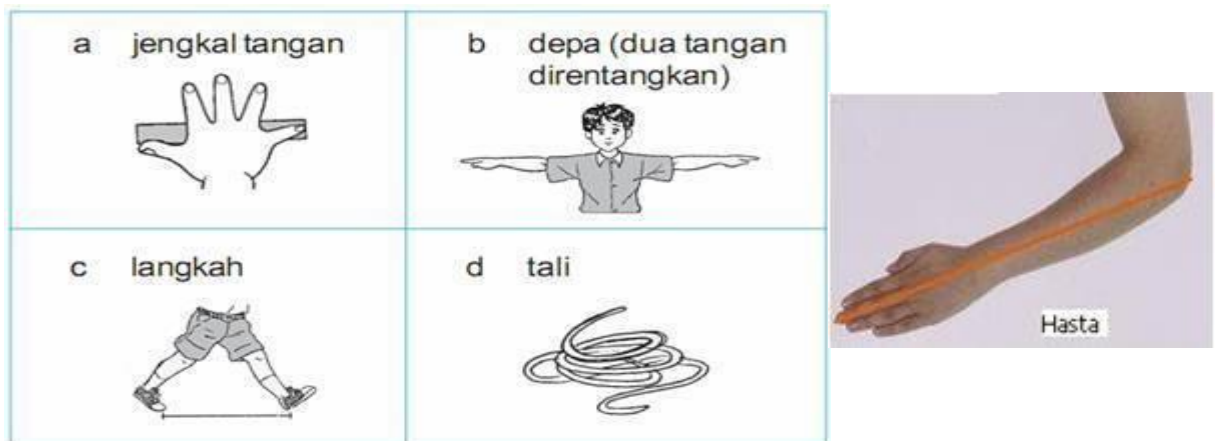 a jengkal tangan
b depa (dua tangan
direntangkan)
c langkah
d tali
Hasta